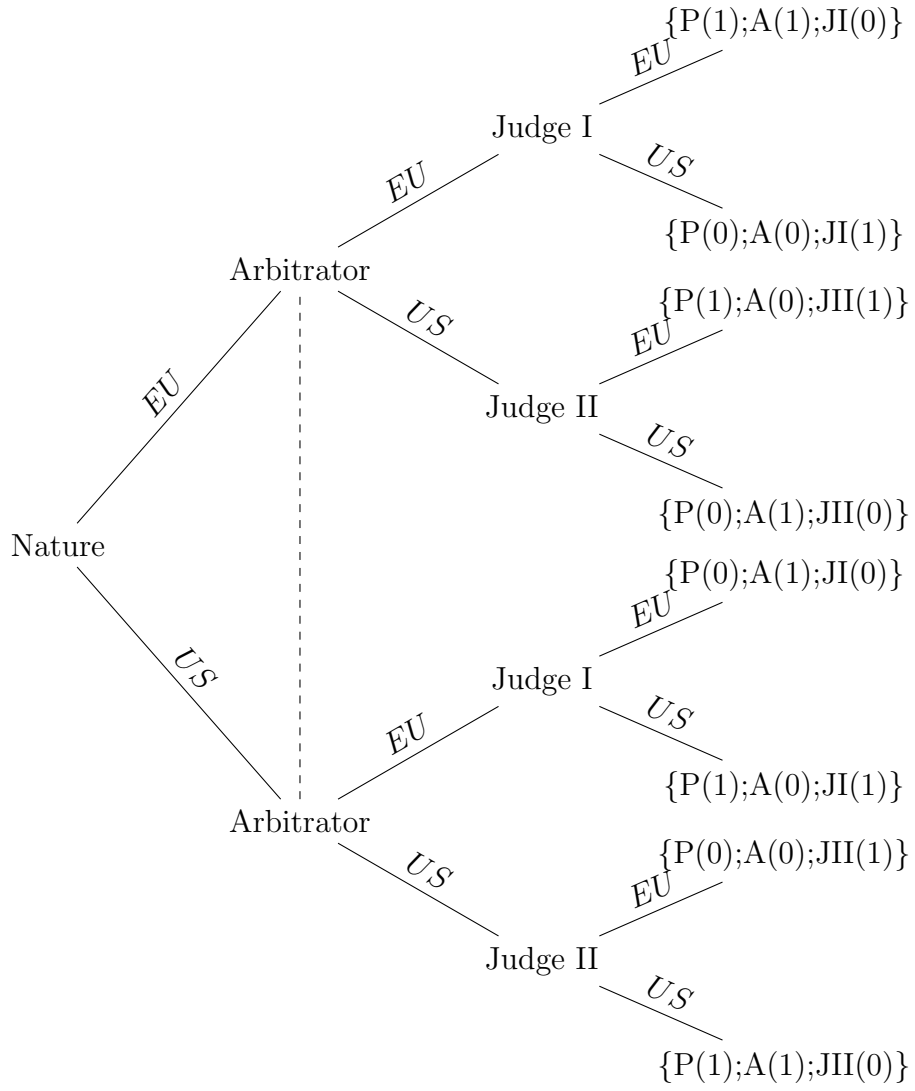 {P(1);A(1);JI(0)}
EU
Judge I
US
EU
{P(0);A(0);JI(1)}
Arbitrator
{P(1);A(0);JII(1)}
US
EU
EU
Judge II
US
{P(0);A(1);JII(0)}
Nature
{P(0);A(1);JI(0)}
EU
US
Judge I
US
EU
{P(1);A(0);JI(1)}
Arbitrator
{P(0);A(0);JII(1)}
US
EU
Judge II
US
{P(1);A(1);JII(0)}